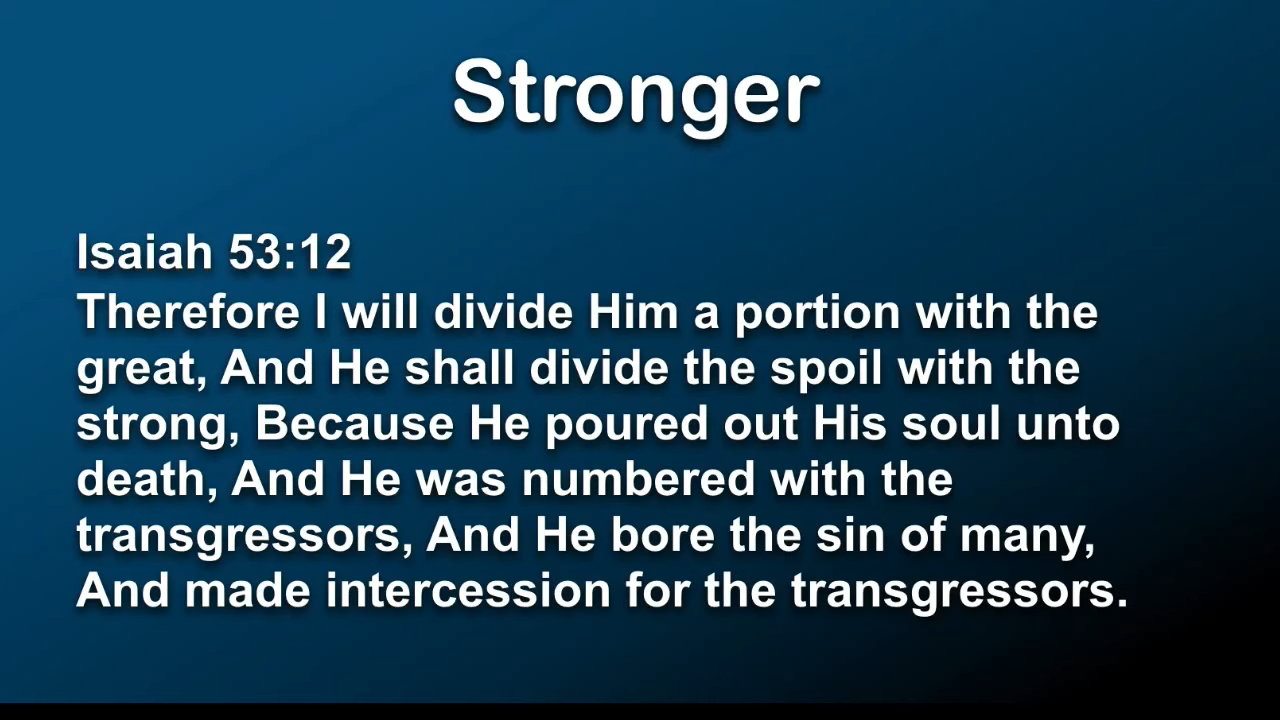 Stronger
Isaiah 53:12
Therefore I will divide Him a portion with the
great, And He shall divide the spoil with the
strong, Because He poured out His soul unto
death, And He was numbered with the
transgressors, And He bore the sin of many,
And made intercession for the transgressors.